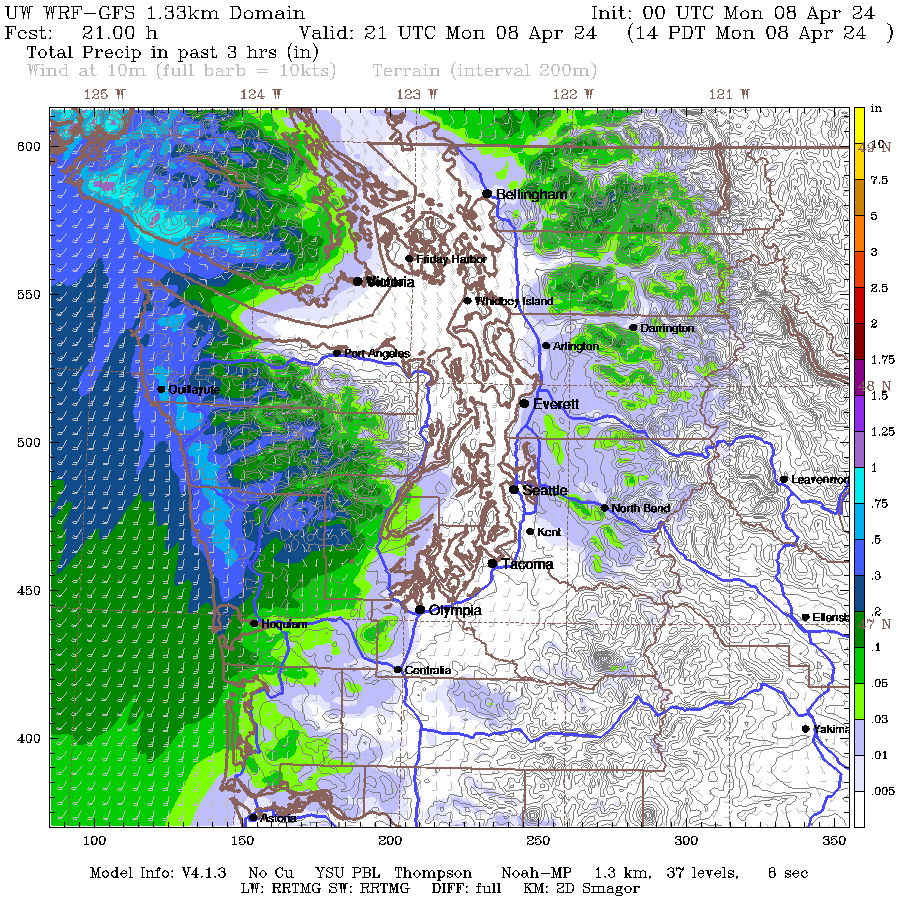 UW WRF-GFS 1.33km Domain Init: 00 UTC Mon 08 Apr 24
Fcst: 21.00 h Valid: 21 UTC Mon 08 Apr 24 (14 PDT Mon 08 Apr 24 )
Total Precip in past 3 hrs (in)
Wind at 10m (full barb = 10kts) Terrain (interval 200m)
125 W 124 W 123 W 122 W 121 W
in
600
10
7.5
Bellingham
5
Friday Harbor
3
Victoria
2.5
550
Whidbey Island
2
Darrington
Arlington
Port Angeles
1.75
48 N
Quillayute
1.5
Everett
1.25
500
1
Leavenwor
Seattle
.75
North Bend
Kent
.5
Tacoma
.3
450
Olympia
.2
Ellensb
47 N
Hoquiam
.1
Centralia
.05
.03
Yakima
400
.01
.005
Astoria
100 150 200 250 300 350
Model Info: V4.1.3 No Cu YSU PBL Thompson Noah-MP 1.3 km, 37 levels, 8 sec
LW: RRTMG SW: RRTMG DIFF: full KM: 2D Smagor